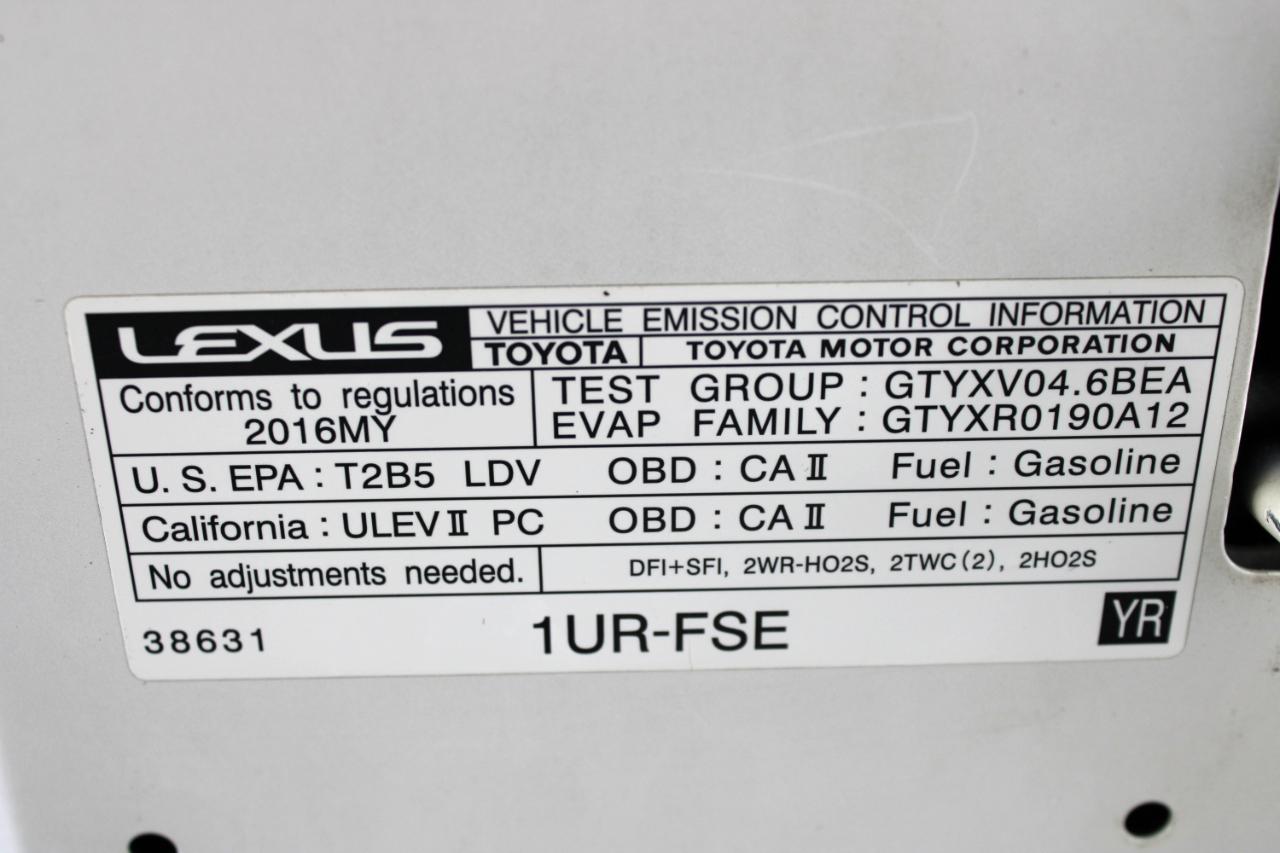 LEXUS VEHICLE EMISSION CONTROL INFORMATION
TOYOTA TOYOTA MOTOR CORPORATION
Conforms to regulations
2016MY
TEST GROUP : GTYXV04.6BEA
EVAP FAMILY : GTYXR0190A12
U. S. EPA : T2B5 LDV OBD : CA II Fuel : Gasoline
California : ULEV II PC OBD : CA II Fuel : Gasoline
No adjustments needed. DFI+SFI, 2WR-HO2S, 2TWC(2), 2HO2S
38631 1UR-FSE YR